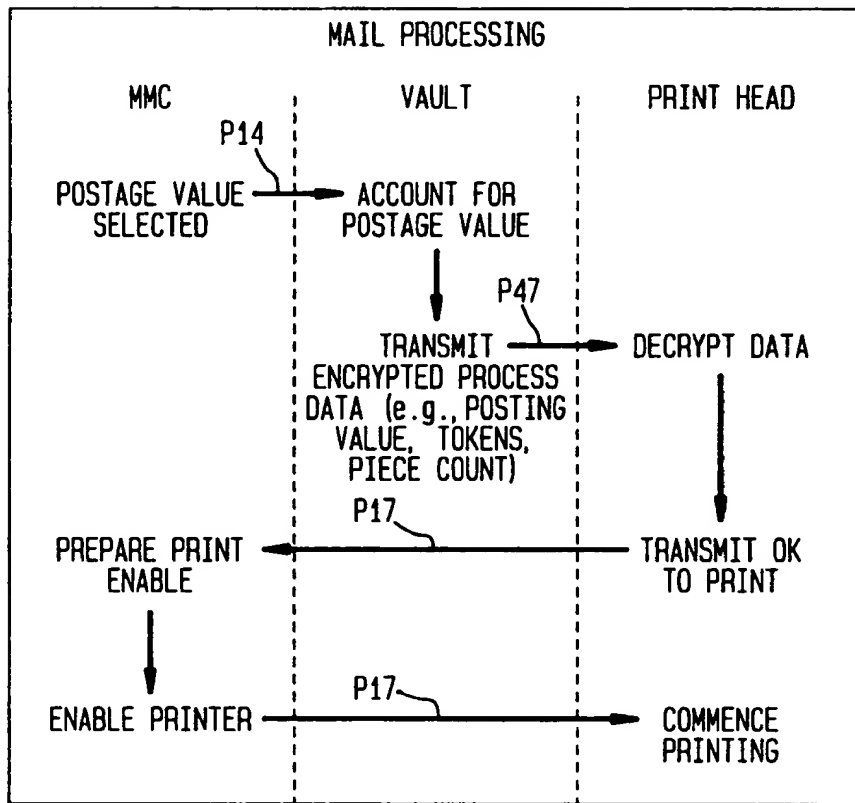 MAIL PROCESSING
MMC
VAULT
PRINT HEAD
P14
POSTAGE VALUE
SELECTED
ACCOUNT FOR
POSTAGE VALUE
P47
TRANSMIT
ENCRYPTED PROCESS
DATA (e.g., POSTING
VALUE, TOKENS,
PIECE COUNT)
DECRYPT DATA
P17
PREPARE PRINT
ENABLE
TRANSMIT OK
TO PRINT
P17
ENABLE PRINTER
COMMENCE
PRINTING